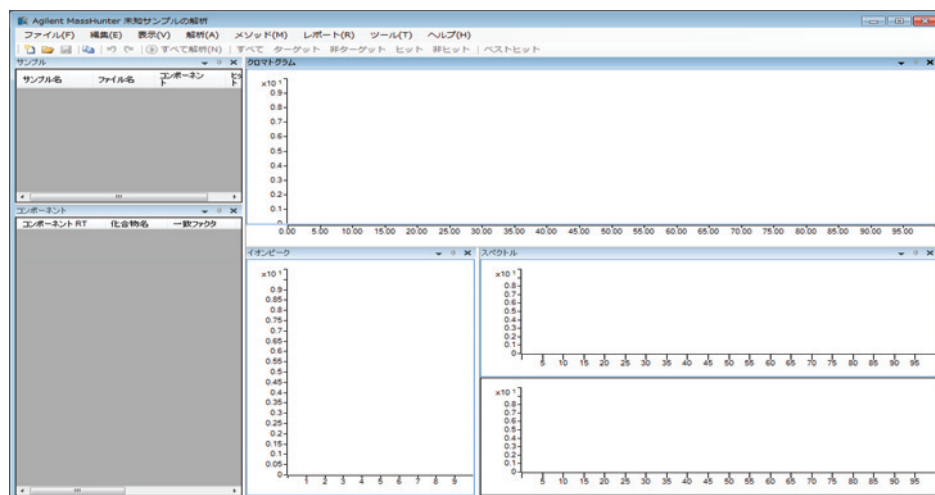 Agilent MassHunter 未知サンプルの解析
ファイル(F) 編集(E) 表示(V) 解析(A) メソッド(M) レポート(R) ツール(T) ヘルプ(H)
すべて解析(N) すべて ターゲット 非ターゲット ヒット 非ヒット ベストヒット
サンプル
サンプル名 ファイル名 コンポーネント ヒット
コンポーネント
コンポーネント RT 化合物名 一致ファクタ
クロマトグラム
x10 1
0.9
0.8
0.7
0.6
0.5
0.4
0.3
0.2
0.1
0
0.00 5.00 10.00 15.00 20.00 25.00 30.00 35.00 40.00 45.00 50.00 55.00 60.00 65.00 70.00 75.00 80.00 85.00 90.00 95.00
イオンピーク
x10 1
0.9
0.85
0.8
0.75
0.7
0.65
0.6
0.55
0.5
0.45
0.4
0.35
0.3
0.25
0.2
0.15
0.1
0.05
0
1 2 3 4 5 6 7 8 9
スペクトル
x10 1
0.8
0.7
0.6
0.5
0.4
0.3
0.2
0.1
0
5 10 15 20 25 30 35 40 45 50 55 60 65 70 75 80 85 90 95
x10 1
0.8
0.7
0.6
0.5
0.4
0.3
0.2
0.1
0
5 10 15 20 25 30 35 40 45 50 55 60 65 70 75 80 85 90 95